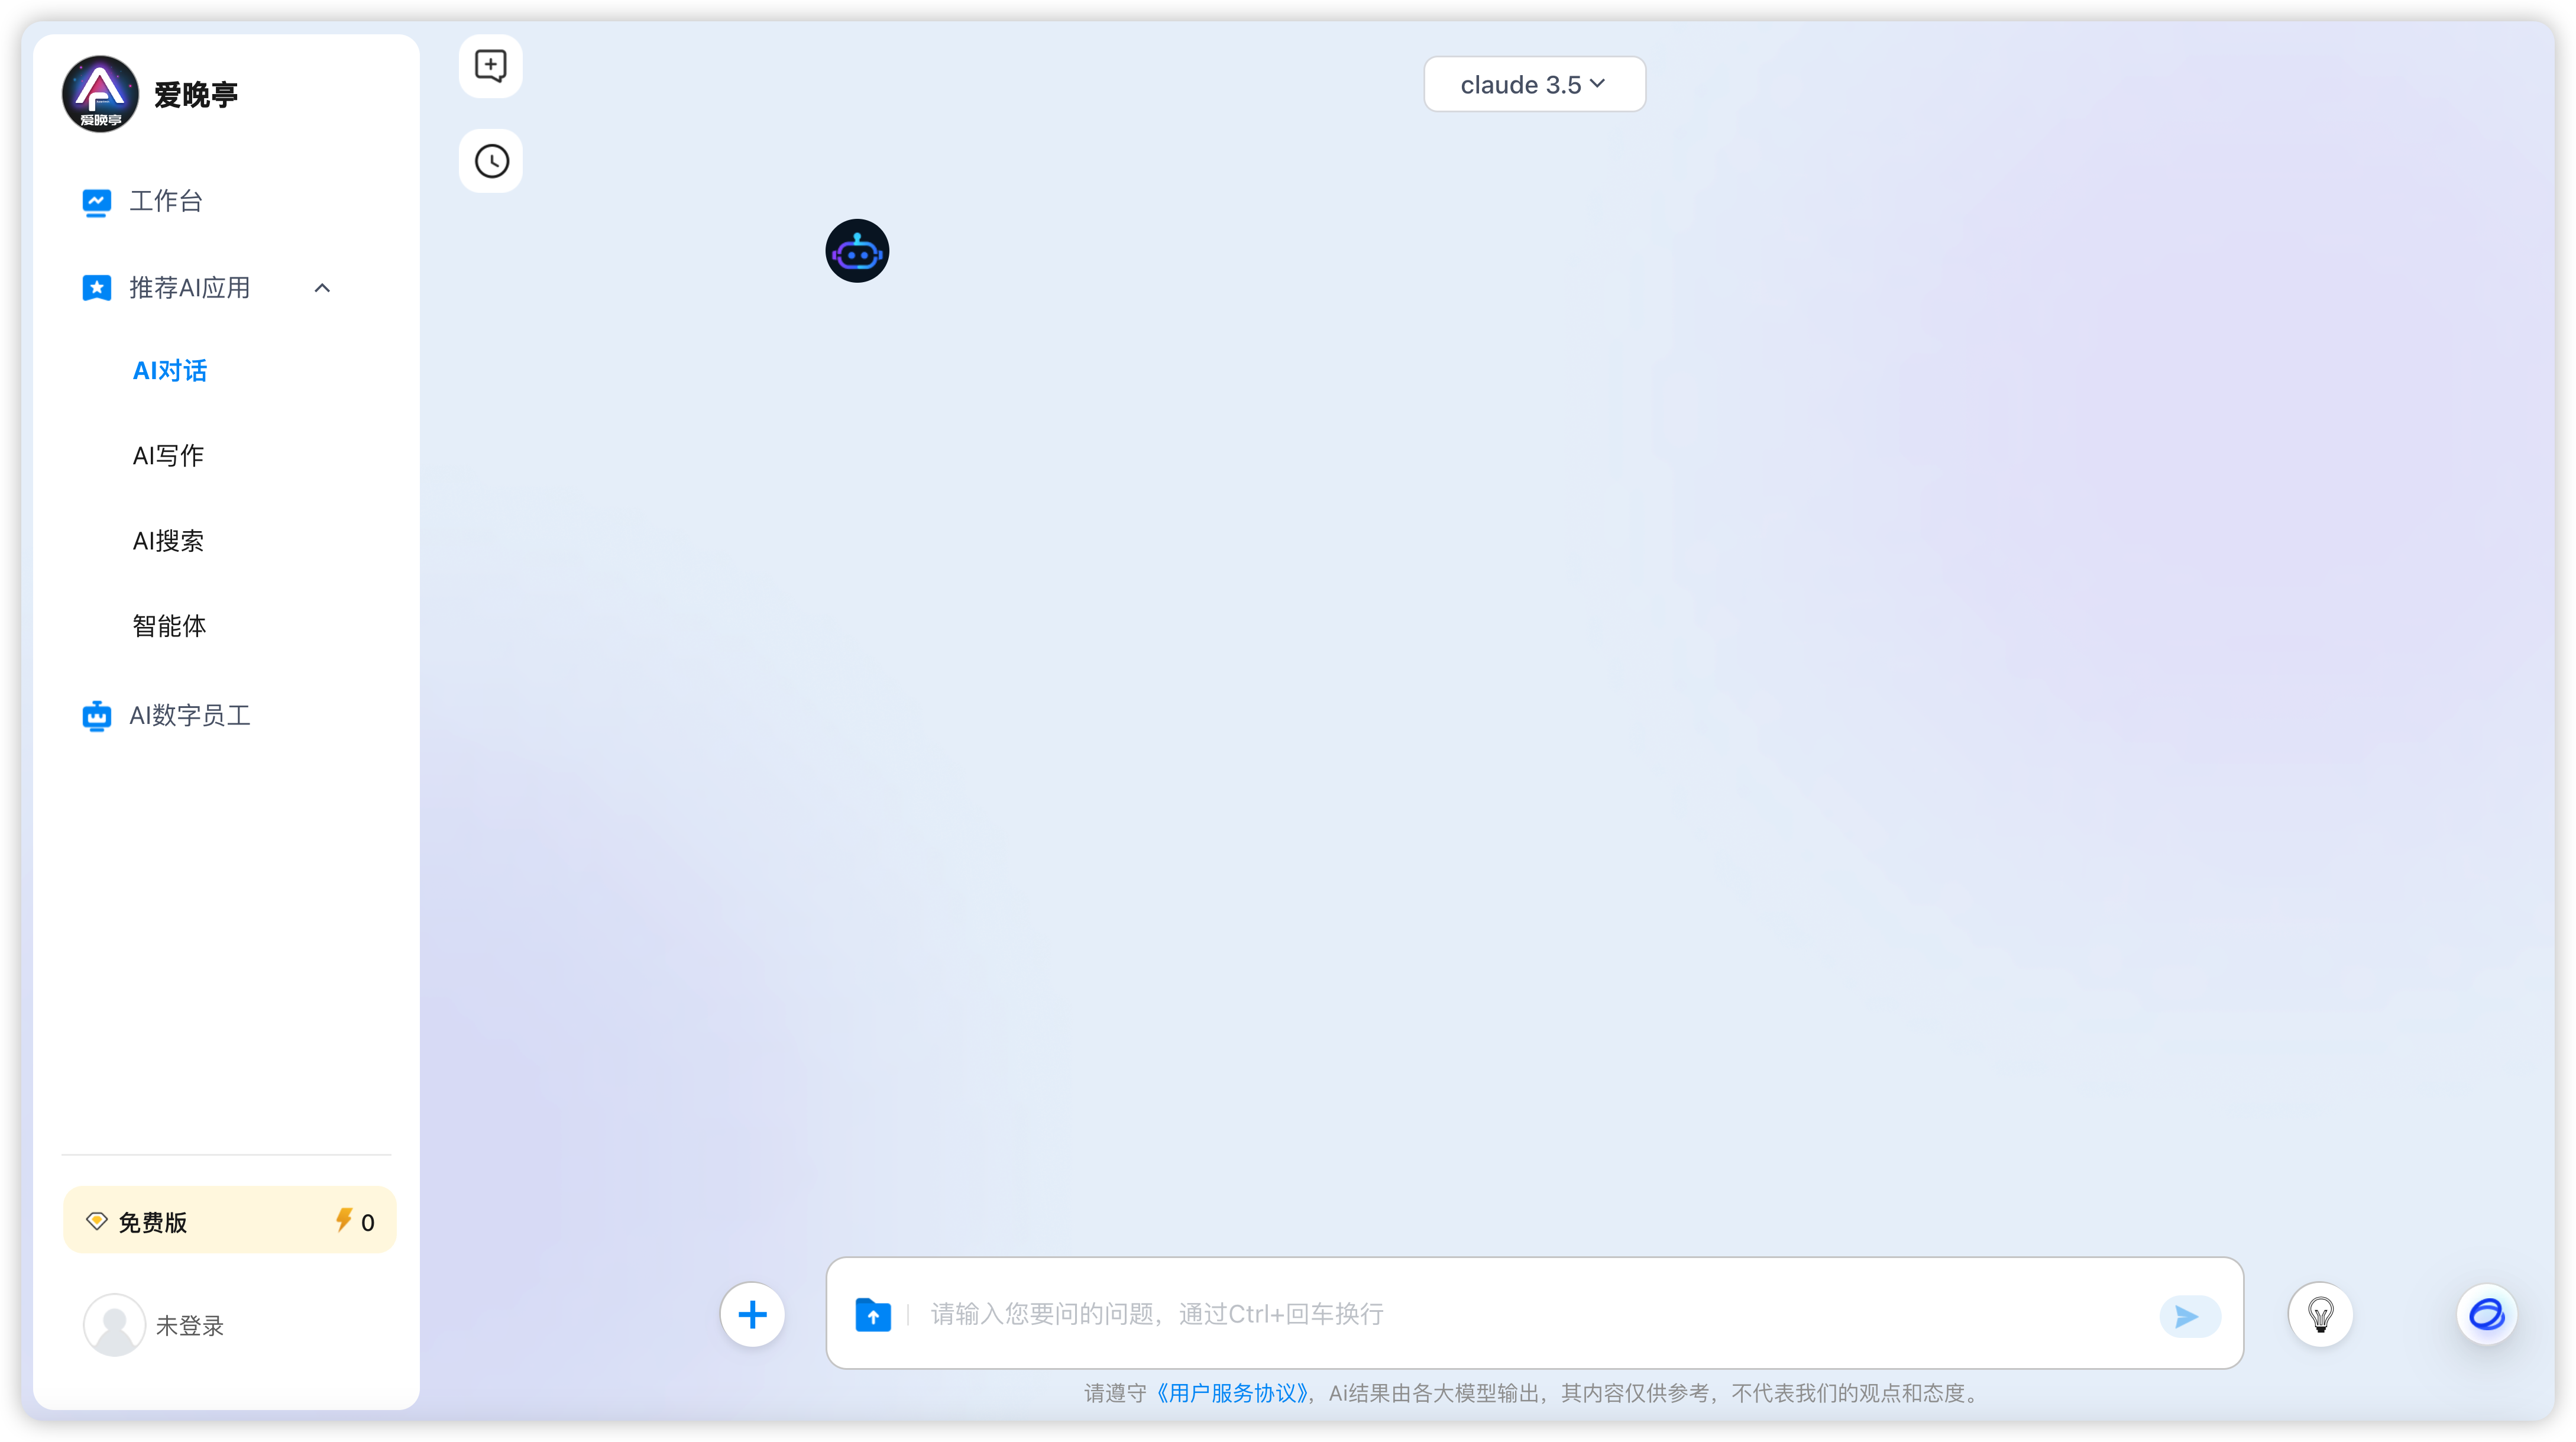 爱晚亭
爱晚亭
工作台
推荐AI应用
AI对话
AI写作
AI搜索
智能体
AI数字员工
免费版 0
未登录
claude 3.5
请输入您要问的问题，通过Ctrl+回车换行
请遵守《用户服务协议》，Ai结果由各大模型输出，其内容仅供参考，不代表我们的观点和态度。